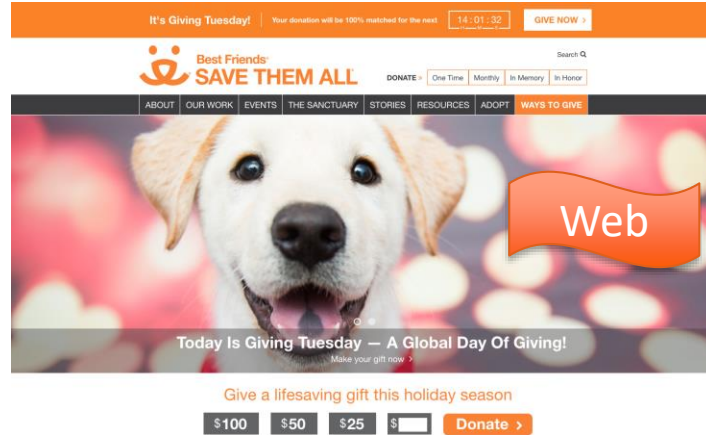 It's Giving Tuesday! Your donation will be 100% matched for the next 14 : 01 : 32 GIVE NOW >
H M S
Search
Best Friends
SAVE THEM ALL
DONATE > One Time Monthly In Memory In Honor
ABOUT OUR WORK EVENTS THE SANCTUARY STORIES RESOURCES ADOPT WAYS TO GIVE
Web
Today Is Giving Tuesday — A Global Day Of Giving!
Make your gift now >
Give a lifesaving gift this holiday season
$100 $50 $25 $ Donate >